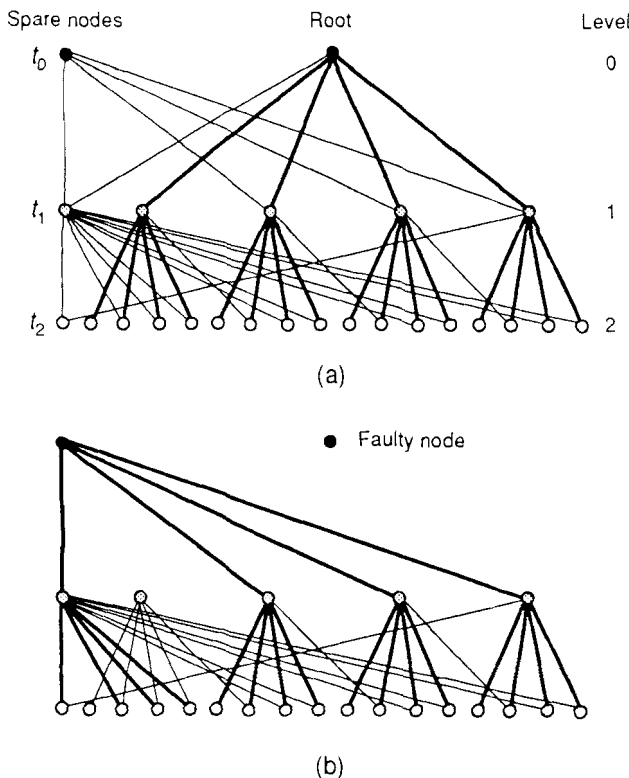 Spare nodes Root Level
t0 0
t1 1
t2 2
(a)
Faulty node
(b)